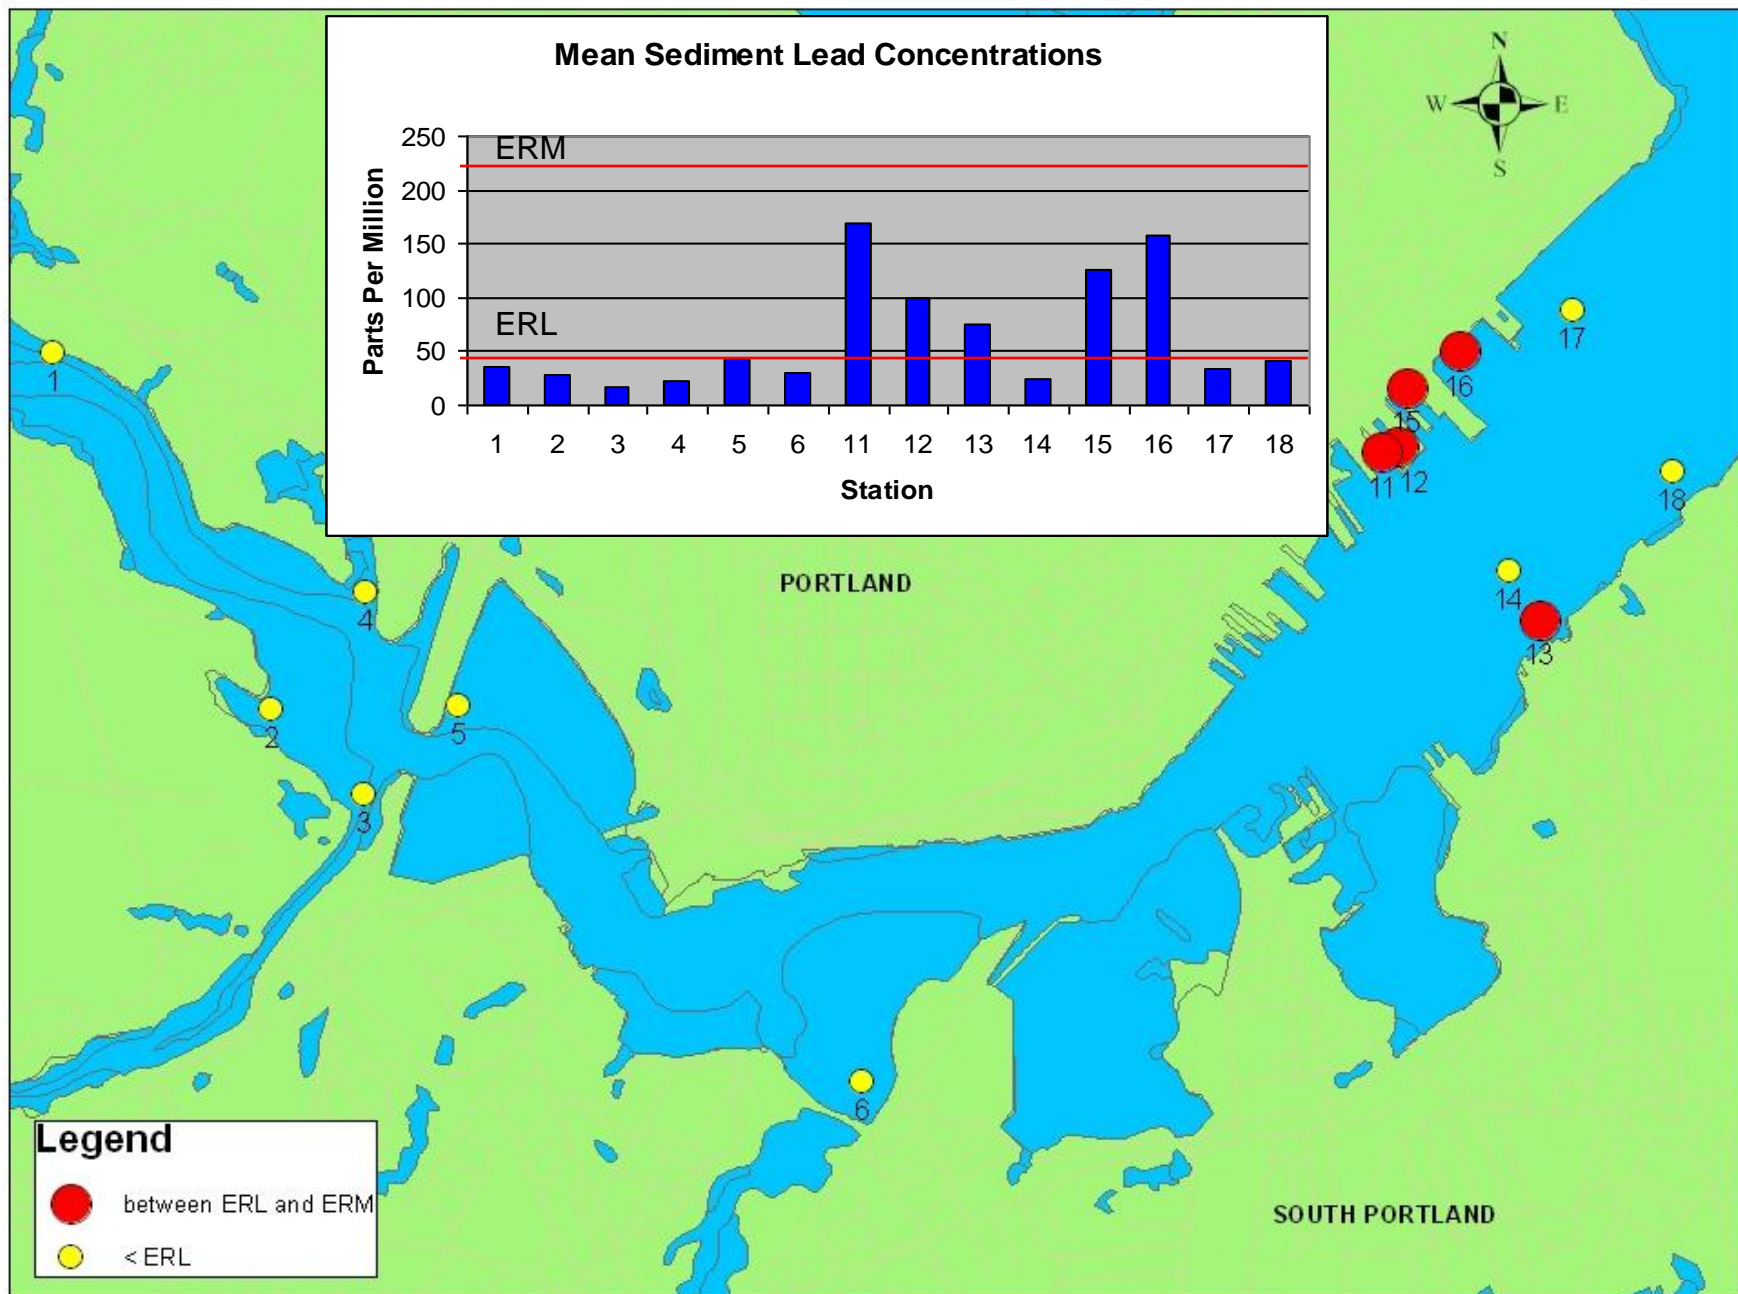 Mean Sediment Lead Concentrations
N
W E
S
Parts Per Million
250
200
150
100
50
0
ERM
ERL
1 2 3 4 5 6 11 12 13 14 15 16 17 18
Station
1
17
16
15
11 12
18
PORTLAND
14
4
13
2
5
3
6
Legend
between ERL and ERM
< ERL
SOUTH PORTLAND